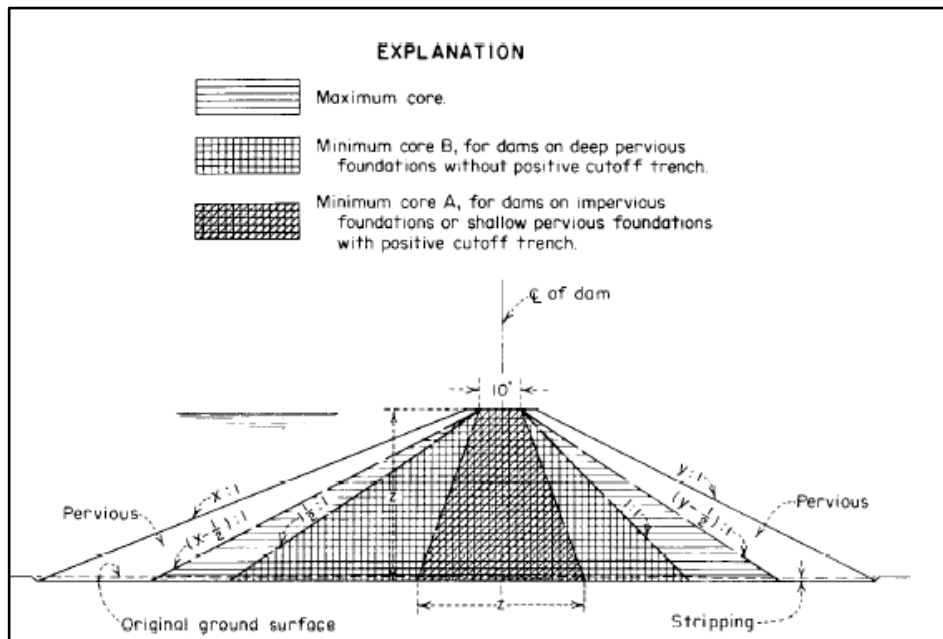 EXPLANATION
Maximum core.
Minimum core B, for dams on deep pervious
foundations without positive cutoff trench.
Minimum core A, for dams on impervious
foundations or shallow pervious foundations
with positive cutoff trench.
℄ of dam
10'
Pervious
X:1
(X-½):1
1½:1
z
1:1
(y-½):1
y:1
Pervious
Original ground surface
z
Stripping